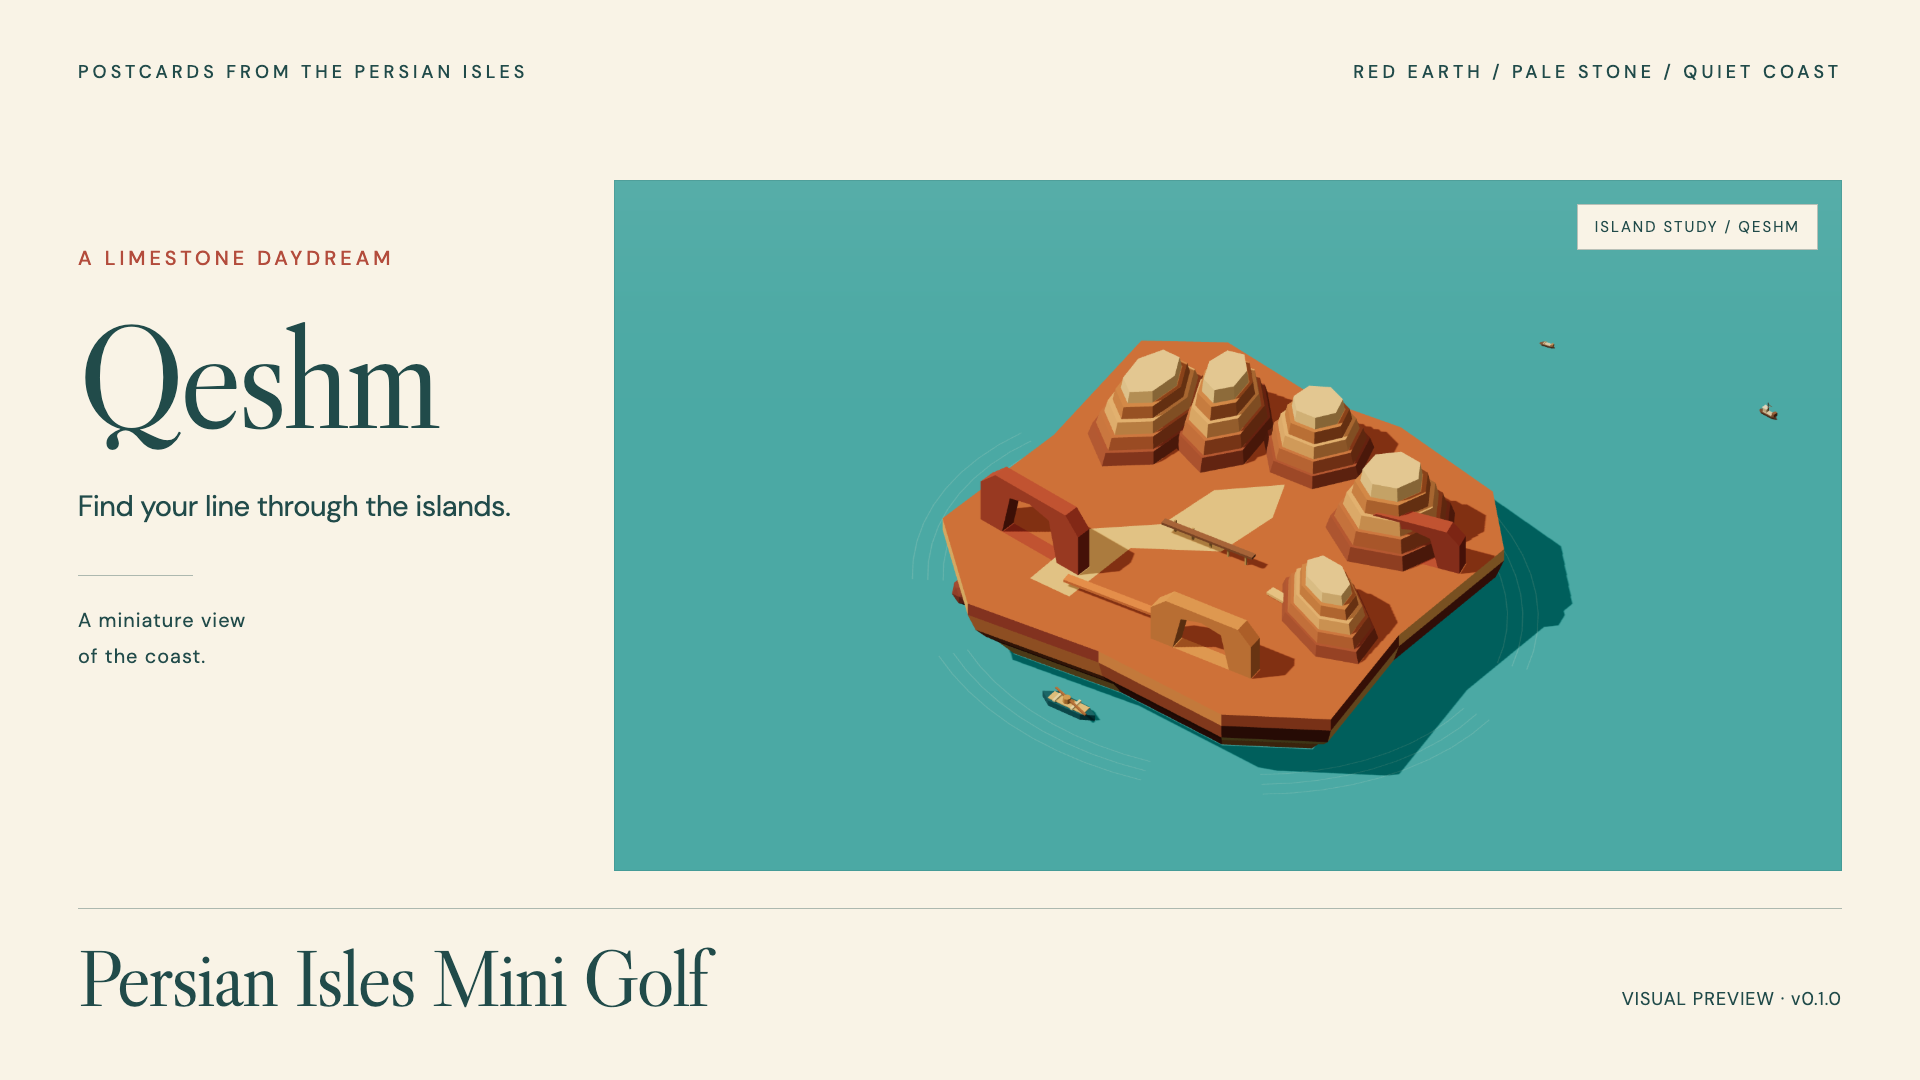 POSTCARDS FROM THE PERSIAN ISLES
RED EARTH / PALE STONE / QUIET COAST
A LIMESTONE DAYDREAM
Qeshm
Find your line through the islands.
A miniature view
of the coast.
ISLAND STUDY / QESHM
Persian Isles Mini Golf
VISUAL PREVIEW · v0.1.0